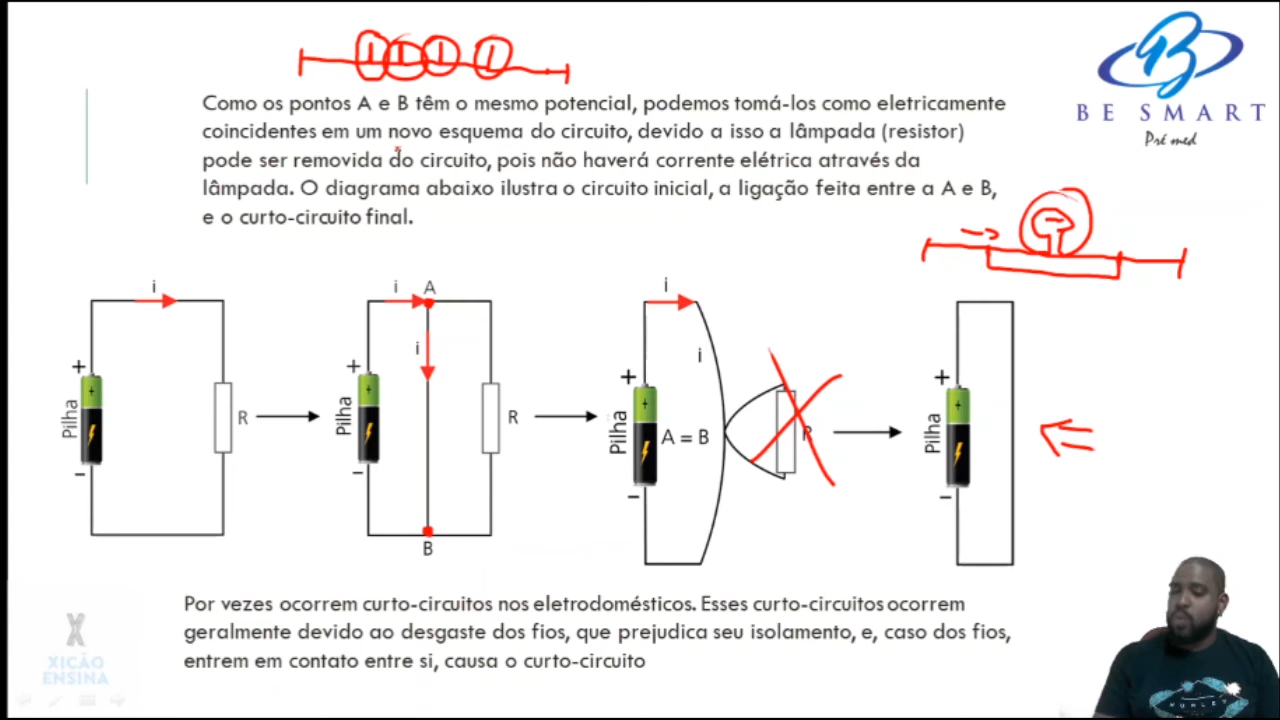 BE SMART
Pré med
Como os pontos A e B têm o mesmo potencial, podemos tomá-los como eletricamente
coincidentes em um novo esquema do circuito, devido a isso a lâmpada (resistor)
pode ser removida do circuito, pois não haverá corrente elétrica através da
lâmpada. O diagrama abaixo ilustra o circuito inicial, a ligação feita entre a A e B,
e o curto-circuito final.
i
+
Pilha
-
R
i
A
i
+
Pilha
-
R
B
i
i
+
Pilha
A = B
-
R
+
Pilha
-
Por vezes ocorrem curto-circuitos nos eletrodomésticos. Esses curto-circuitos ocorrem
geralmente devido ao desgaste dos fios, que prejudica seu isolamento, e, caso dos fios,
entrem em contato entre si, causa o curto-circuito
XICÃO
ENSINA
HURLEY